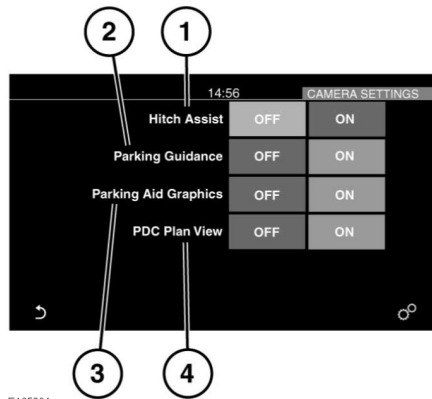 2 1
14:56 CAMERA SETTINGS
Hitch Assist OFF ON
Parking Guidance OFF ON
Parking Aid Graphics OFF ON
PDC Plan View OFF ON
3 4